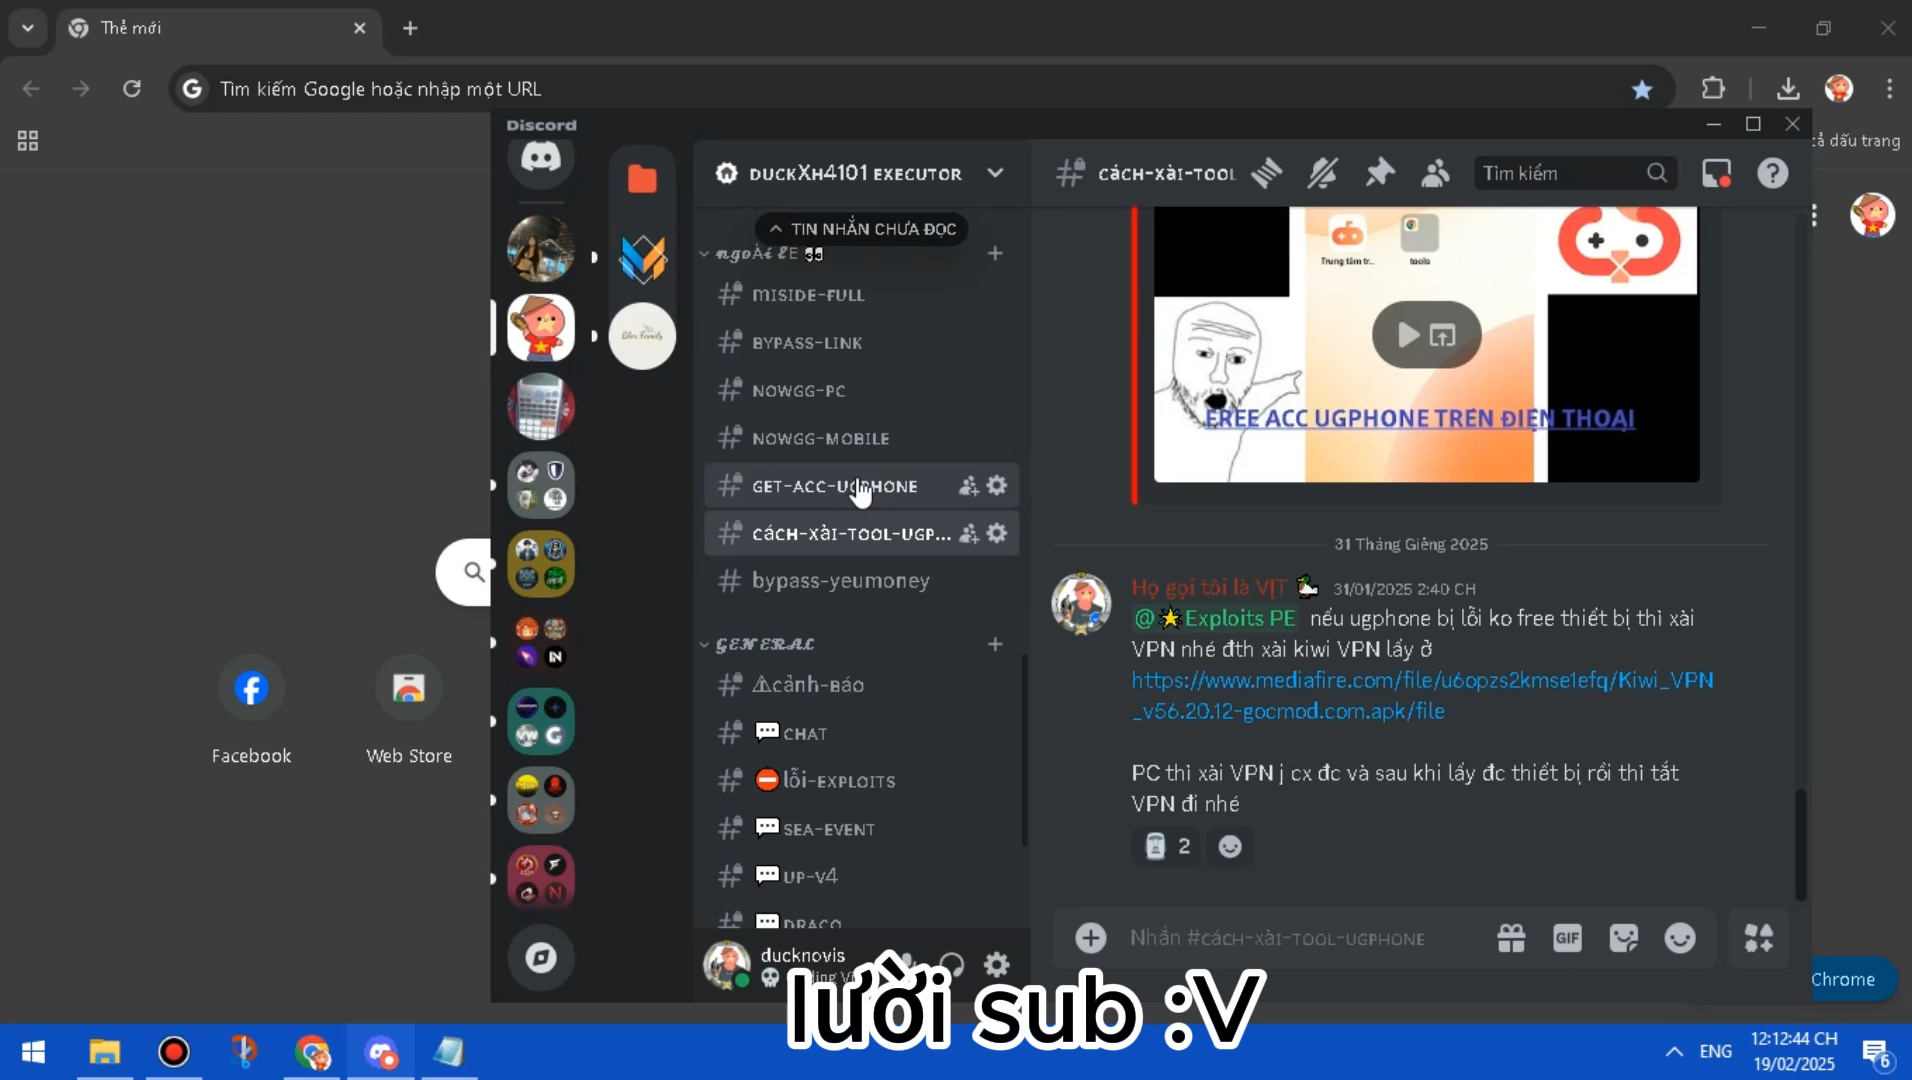 Thẻ mới
Tìm kiếm Google hoặc nhập một URL
Discord
DUCKXH4101 EXECUTOR
CÁCH-XÀI-TOOL
Tìm kiếm
TIN NHẮN CHƯA ĐỌC
ngoẠi LỆ
MISIDE-FULL
BYPASS-LINK
NOWGG-PC
NOWGG-MOBILE
GET-ACC-UGPHONE
CÁCH-XÀI-TOOL-UGP...
bypass-yeumoney
GENERAL
⚠cảnh-BÁO
CHAT
lỗi-EXPLOITS
SEA-EVENT
UP-V4
DRACO
ducknovis
Trung tâm tr...
tools
FREE ACC UGPHONE TRÊN ĐIỆN THOẠI
31 Tháng Giêng 2025
Họ gọi tôi là VỊT 31/01/2025 2:40 CH
@🌟Exploits PE nếu ugphone bị lỗi ko free thiết bị thì xài
VPN nhé đth xài kiwi VPN lấy ở
https://www.mediafire.com/file/u6opzs2kmse1efq/Kiwi_VPN
_v56.20.12-gocmod.com.apk/file
PC thì xài VPN j cx đc và sau khi lấy đc thiết bị rồi thì tắt
VPN đi nhé
2
Nhắn #CÁCH-XÀI-TOOL-UGPHONE
GIF
Facebook
Web Store
cả dấu trang
Chrome
lười sub :V
ENG
12:12:44 CH
19/02/2025
6